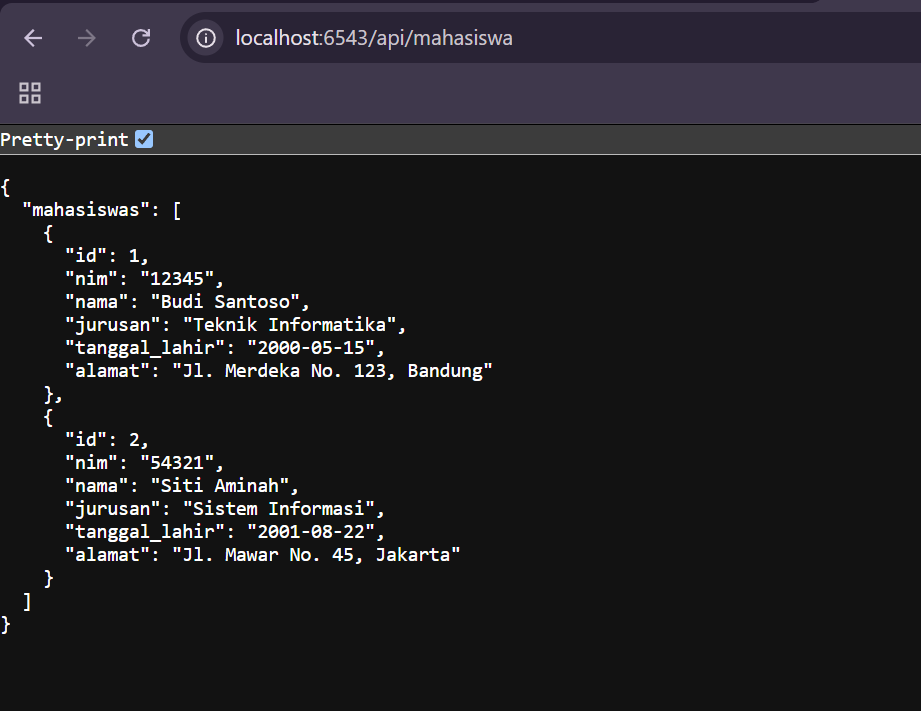 localhost:6543/api/mahasiswa
Pretty-print
{
  "mahasiswas": [
    {
      "id": 1,
      "nim": "12345",
      "nama": "Budi Santoso",
      "jurusan": "Teknik Informatika",
      "tanggal_lahir": "2000-05-15",
      "alamat": "Jl. Merdeka No. 123, Bandung"
    },
    {
      "id": 2,
      "nim": "54321",
      "nama": "Siti Aminah",
      "jurusan": "Sistem Informasi",
      "tanggal_lahir": "2001-08-22",
      "alamat": "Jl. Mawar No. 45, Jakarta"
    }
  ]
}